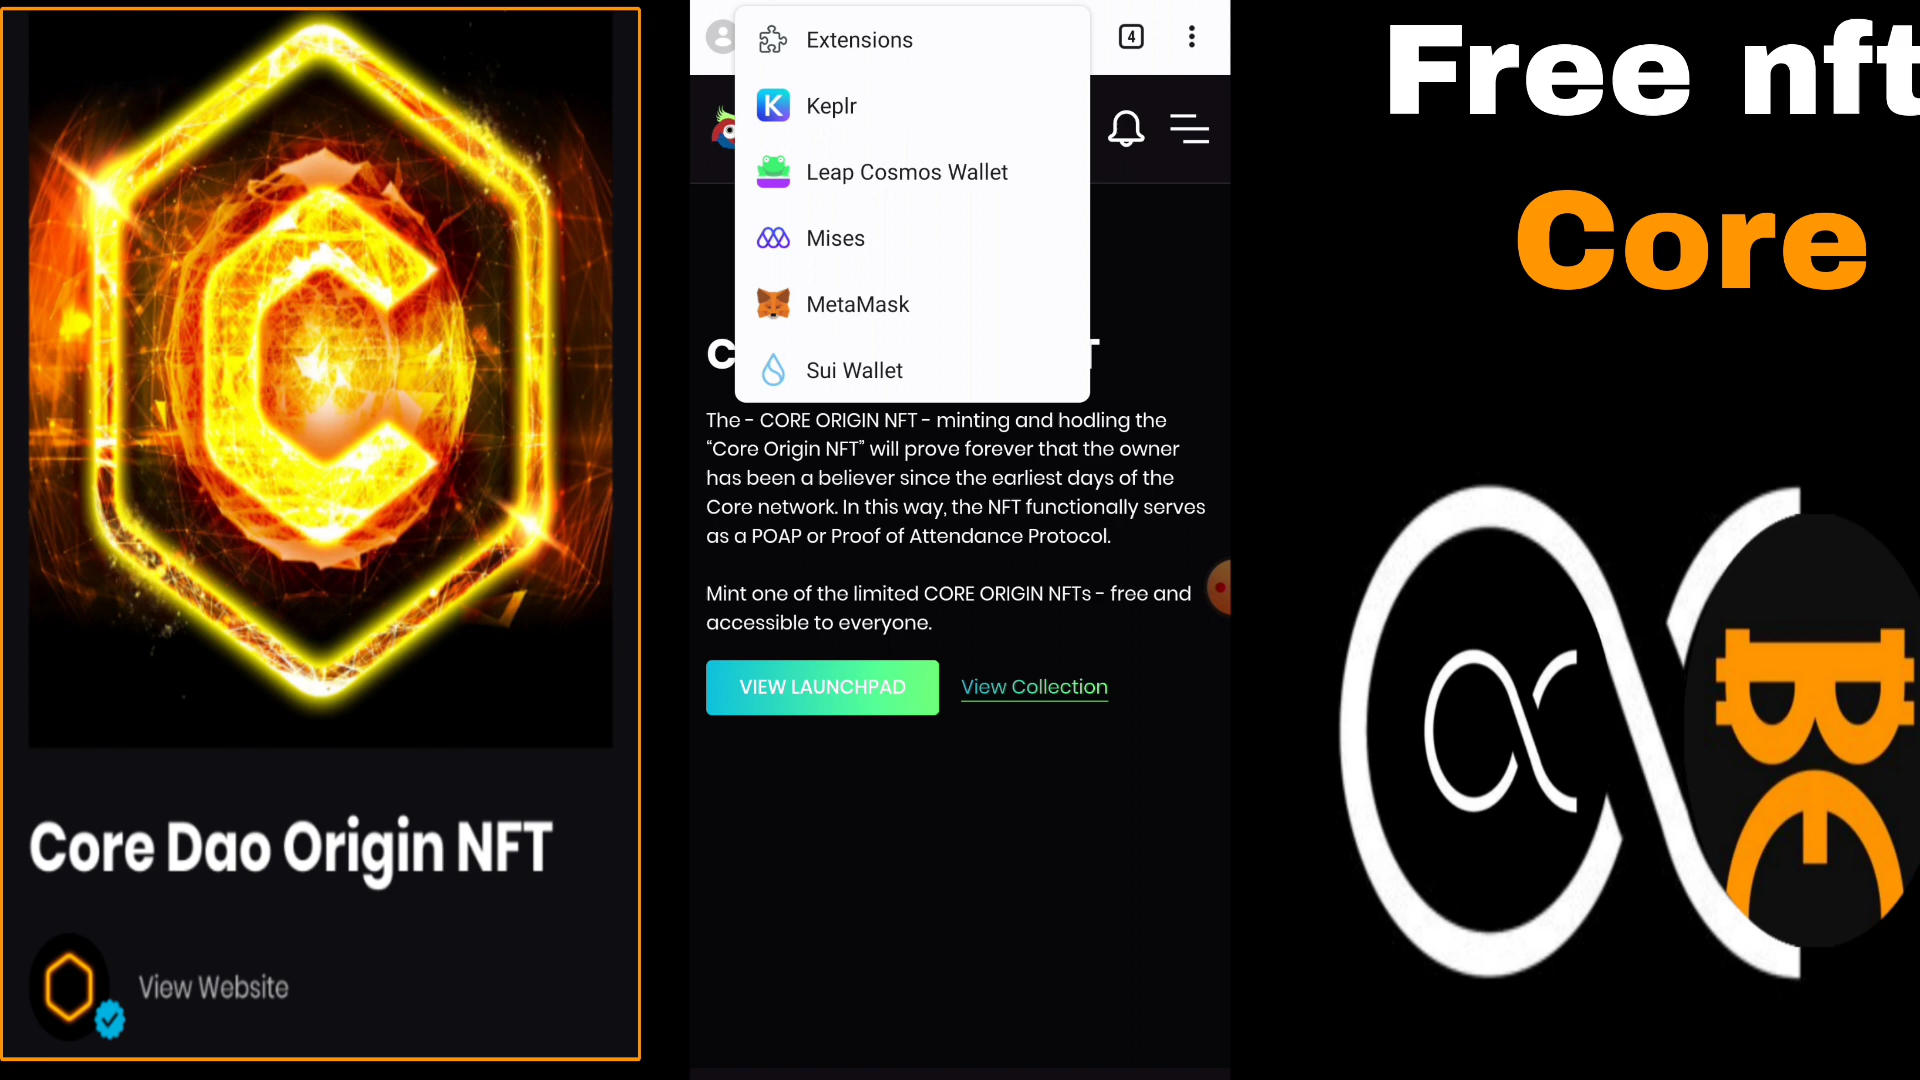 Core Dao Origin NFT
View Website
4
Extensions
Keplr
Leap Cosmos Wallet
Mises
MetaMask
Sui Wallet
The - CORE ORIGIN NFT - minting and hodling the
“Core Origin NFT” will prove forever that the owner
has been a believer since the earliest days of the
Core network. In this way, the NFT functionally serves
as a POAP or Proof of Attendance Protocol.
Mint one of the limited CORE ORIGIN NFTs - free and
accessible to everyone.
VIEW LAUNCHPAD
View Collection
Free nft
Core